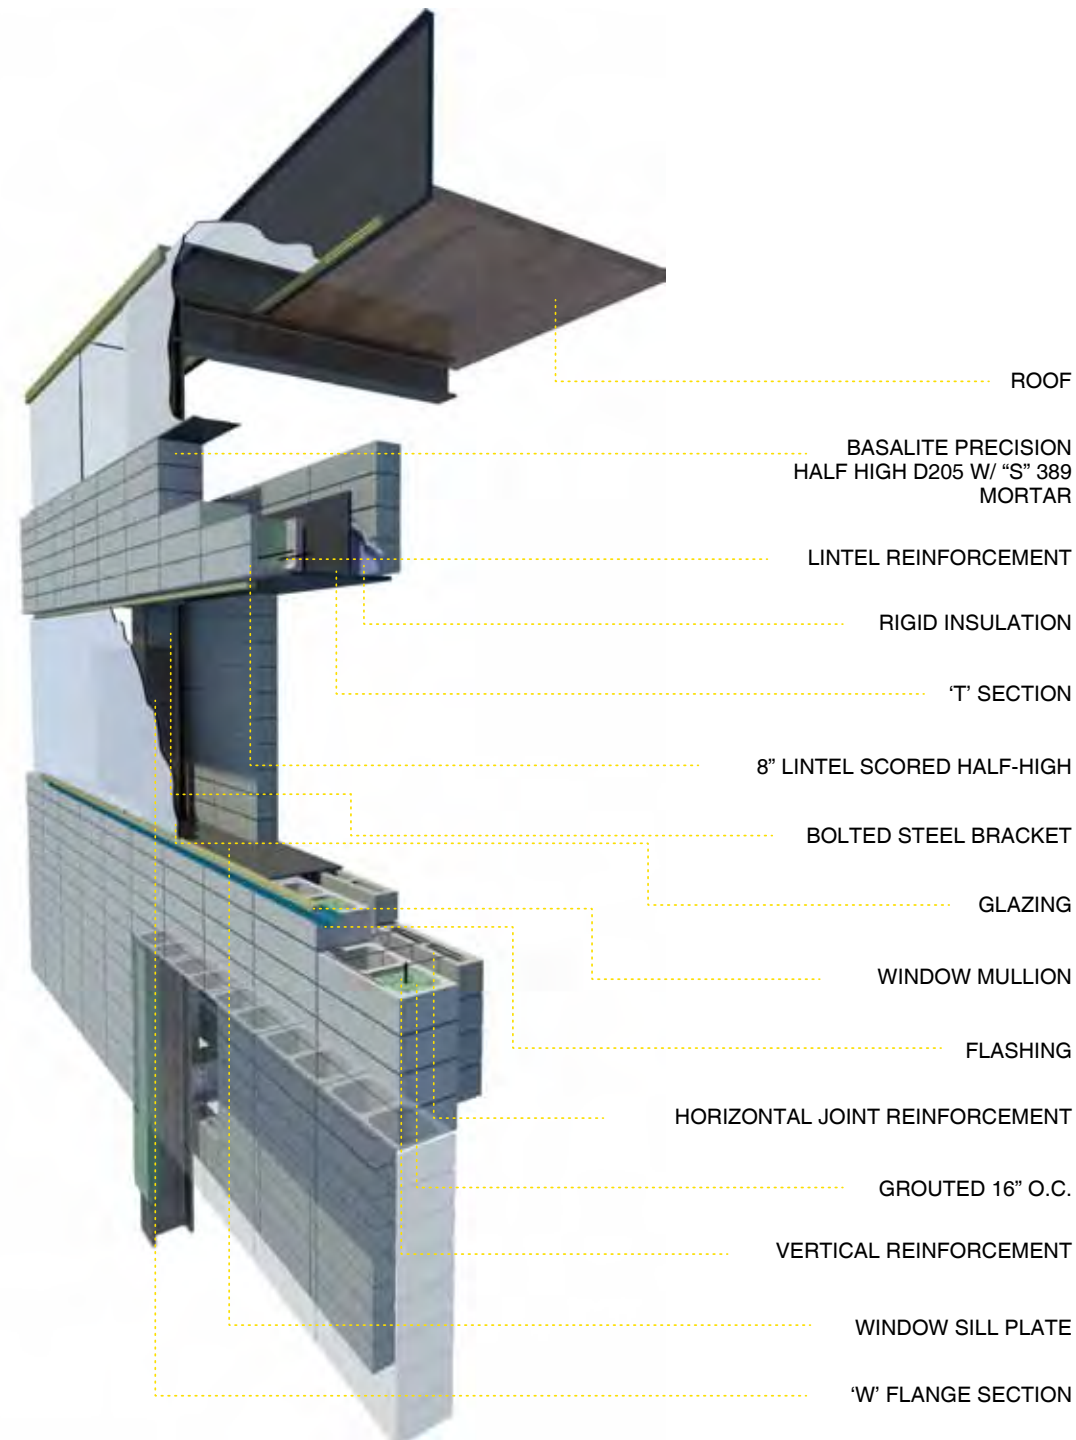 ROOF
BASALITE PRECISION
HALF HIGH D205 W/ “S” 389
MORTAR
LINTEL REINFORCEMENT
RIGID INSULATION
‘T’ SECTION
8” LINTEL SCORED HALF-HIGH
BOLTED STEEL BRACKET
GLAZING
WINDOW MULLION
FLASHING
HORIZONTAL JOINT REINFORCEMENT
GROUTED 16” O.C.
VERTICAL REINFORCEMENT
WINDOW SILL PLATE
‘W’ FLANGE SECTION